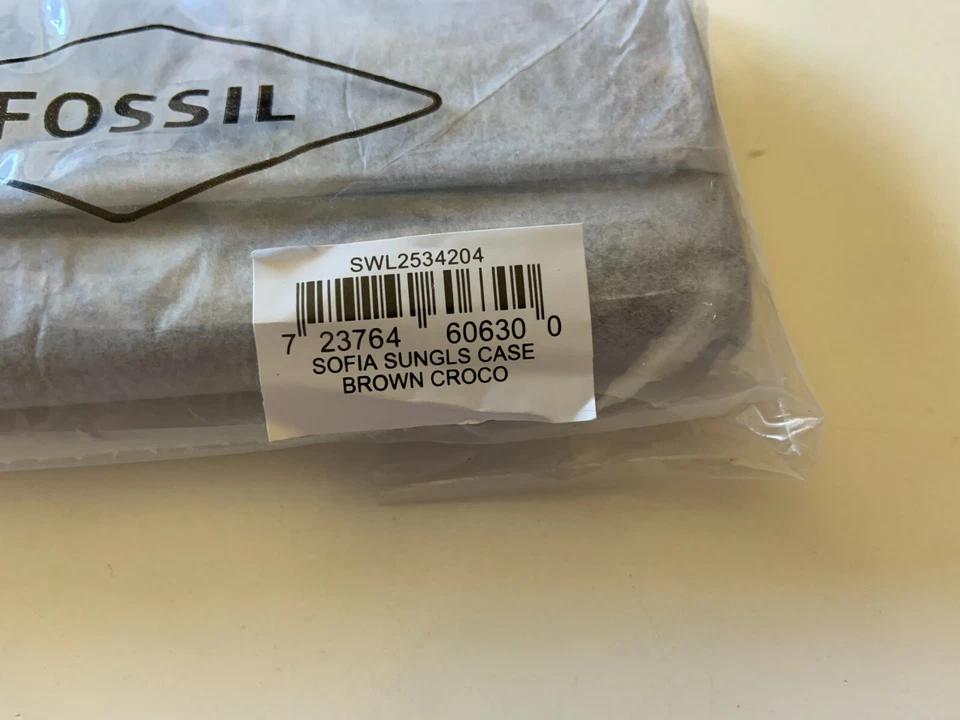 FOSSIL
SWL2534204
7 23764 60630 0
SOFIA SUNGLS CASE
BROWN CROCO